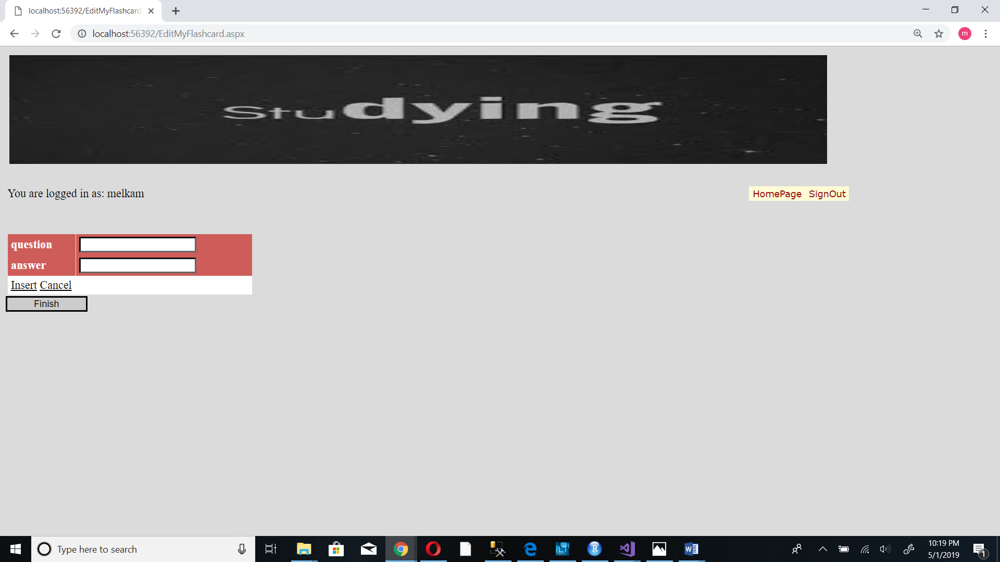 localhost:56392/EditMyFlashcard
localhost:56392/EditMyFlashcard.aspx
m
Studying
You are logged in as: melkam
HomePage SignOut
question
answer
Insert Cancel
Finish
Type here to search
10:19 PM
5/1/2019
1